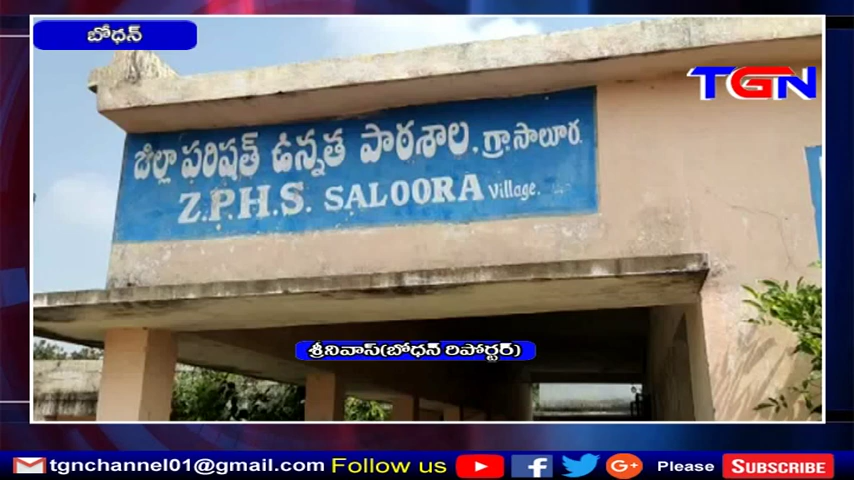 బోధన్
TGN
జిల్లా పరిషత్ ఉన్నత పాఠశాల, గ్రా.సాలూర.
Z.P.H.S. SALOORA Village.
శ్రీనివాస్(బోధన్ రిపోర్టర్)
tgnchannel01@gmail.com Follow us Please SUBSCRIBE